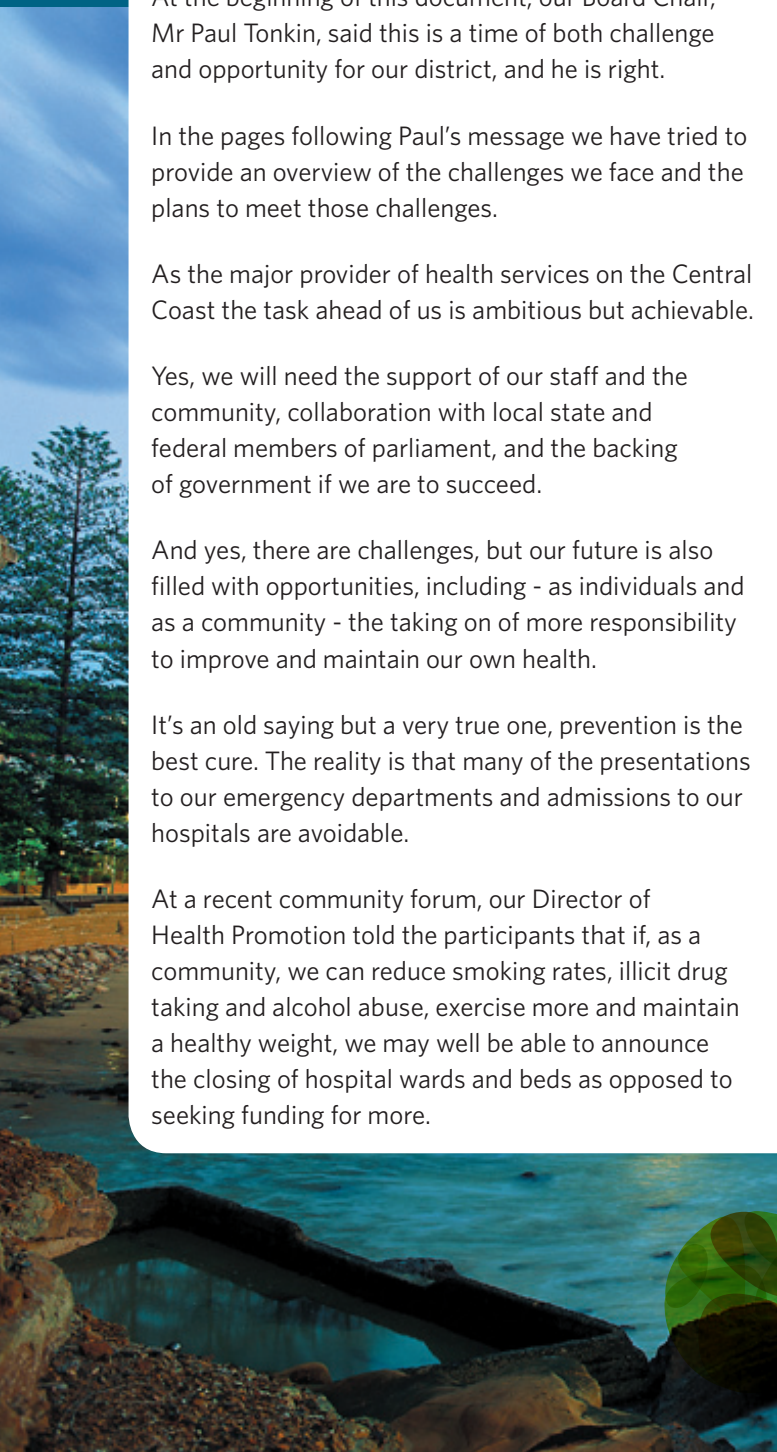 At the beginning of this document, our Board Chair,
Mr Paul Tonkin, said this is a time of both challenge
and opportunity for our district, and he is right.
In the pages following Paul's message we have tried to
provide an overview of the challenges we face and the
plans to meet those challenges.
As the major provider of health services on the Central
Coast the task ahead of us is ambitious but achievable.
Yes, we will need the support of our staff and the
community, collaboration with local state and
federal members of parliament, and the backing
of government if we are to succeed.
And yes, there are challenges, but our future is also
filled with opportunities, including - as individuals and
as a community - the taking on of more responsibility
to improve and maintain our own health.
It's an old saying but a very true one, prevention is the
best cure. The reality is that many of the presentations
to our emergency departments and admissions to our
hospitals are avoidable.
At a recent community forum, our Director of
Health Promotion told the participants that if, as a
community, we can reduce smoking rates, illicit drug
taking and alcohol abuse, exercise more and maintain
a healthy weight, we may well be able to announce
the closing of hospital wards and beds as opposed to
seeking funding for more.